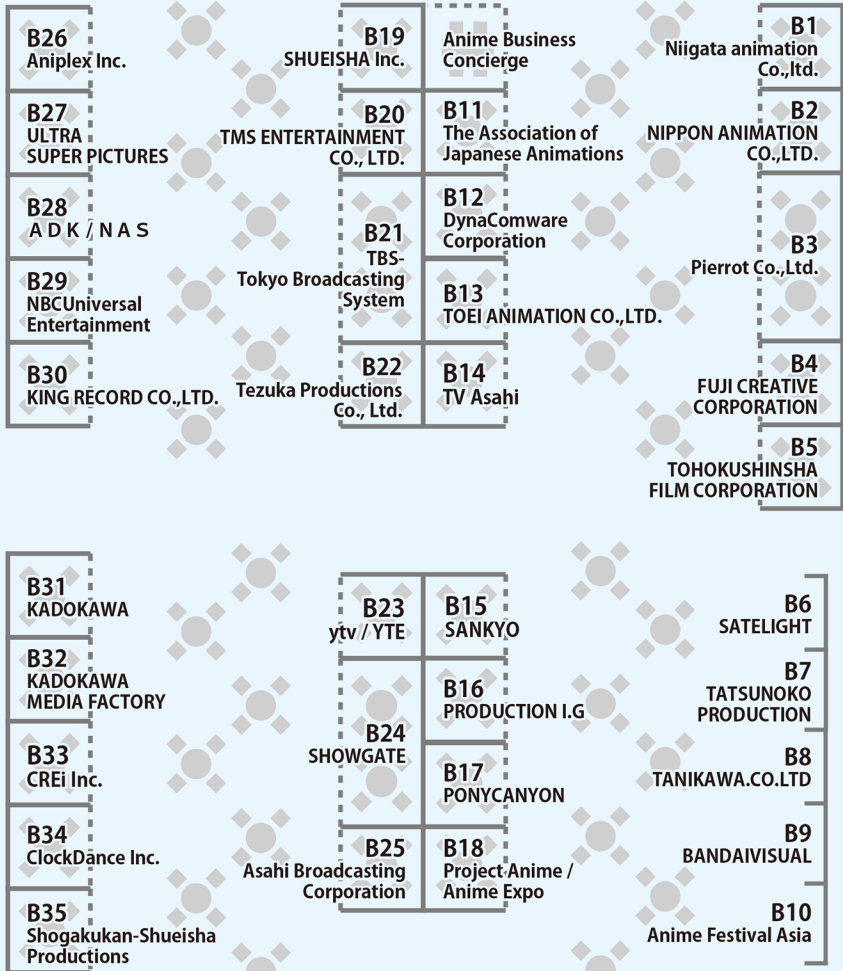 B26
Aniplex Inc.
B27
ULTRA
SUPER PICTURES
B28
ADK/NAS
B29
NBCUniversal
Entertainment
B30
KING RECORD CO.,LTD.
B19
SHUEISHA Inc.
B20
TMS ENTERTAINMENT
CO., LTD.
B21
TBS-
Tokyo Broadcasting
System
B22
Tezuka Productions
Co., Ltd.
Anime Business
Concierge
B11
The Association of
Japanese Animations
B12
DynaComware
Corporation
B13
TOEI ANIMATION CO.,LTD.
B14
TV Asahi
B1
Niigata animation
Co.,ltd.
B2
NIPPON ANIMATION
CO.,LTD.
B3
Pierrot Co.,Ltd.
B4
FUJI CREATIVE
CORPORATION
B5
TOHOKUSHINSHA
FILM CORPORATION
B31
KADOKAWA
B32
KADOKAWA
MEDIA FACTORY
B33
CREi Inc.
B34
ClockDance Inc.
B35
Shogakukan-Shueisha
Productions
B23
ytv / YTE
B24
SHOWGATE
B25
Asahi Broadcasting
Corporation
B15
SANKYO
B16
PRODUCTION I.G
B17
PONYCANYON
B18
Project Anime /
Anime Expo
B6
SATELIGHT
B7
TATSUNOKO
PRODUCTION
B8
TANIKAWA.CO.LTD
B9
BANDAIVISUAL
B10
Anime Festival Asia